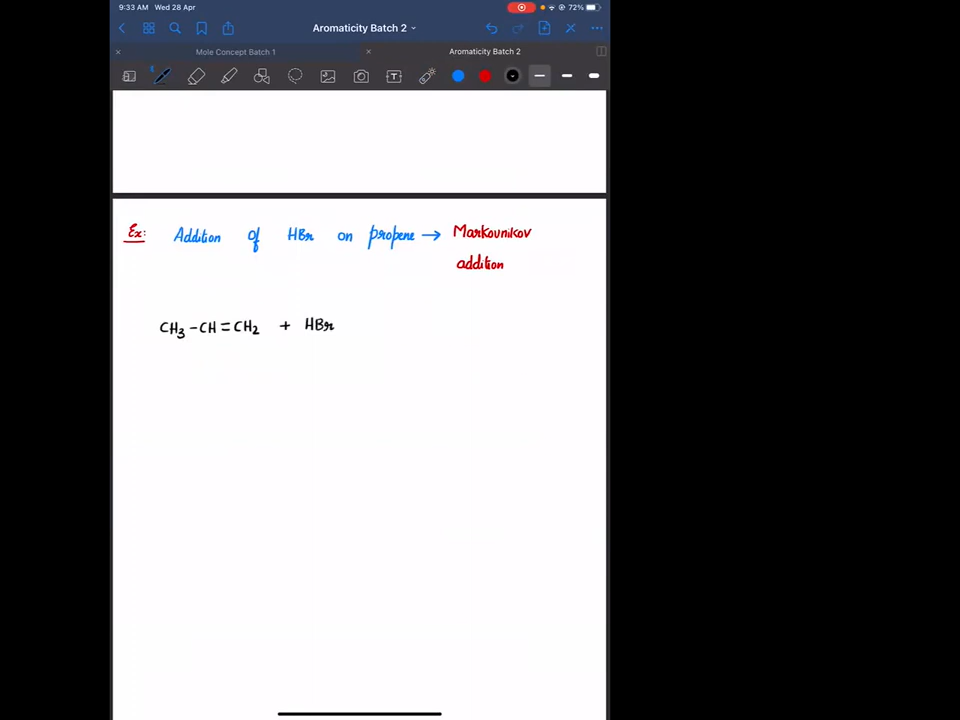 9:33 AM Wed 28 Apr
72%
Aromaticity Batch 2
Mole Concept Batch 1
Aromaticity Batch 2
Ex: Addition of HBr on propene → Markovnikov
addition
CH3 – CH = CH2 + HBr